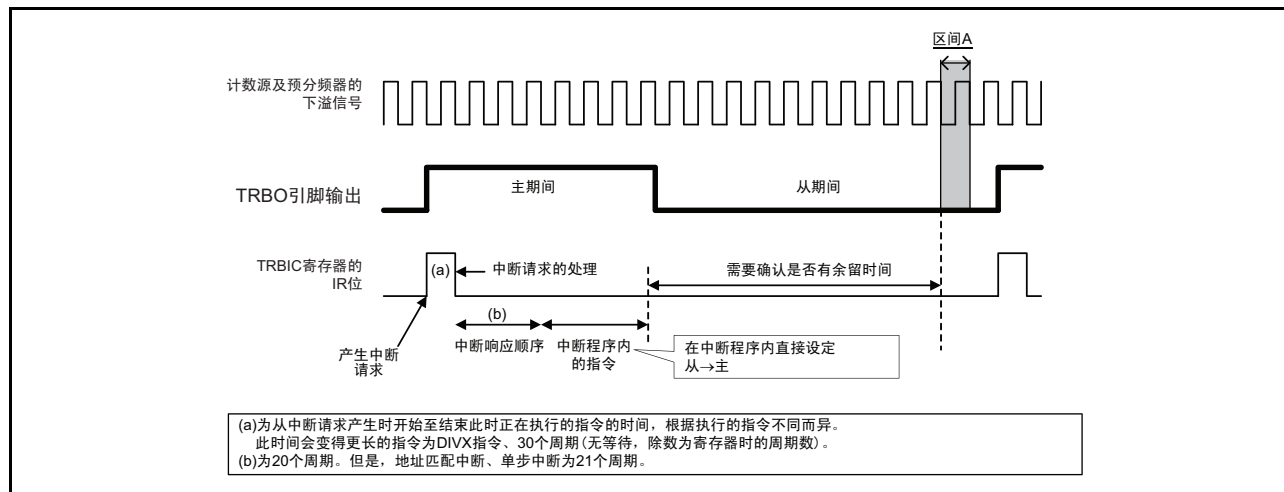 区间A
计数源及预分频器的
下溢信号
TRBO引脚输出
主期间
从期间
TRBIC寄存器的
IR位
(a)
中断请求的处理
需要确认是否有余留时间
(b)
产生中断
请求
中断响应顺序
中断程序内
的指令
在中断程序内直接设定
从→主
(a)为从中断请求产生时开始至结束此时正在执行的指令的时间，根据执行的指令不同而异。
此时间会变得更长的指令为DIVX指令、30个周期(无等待，除数为寄存器时的周期数)。
(b)为20个周期。但是，地址匹配中断、单步中断为21个周期。